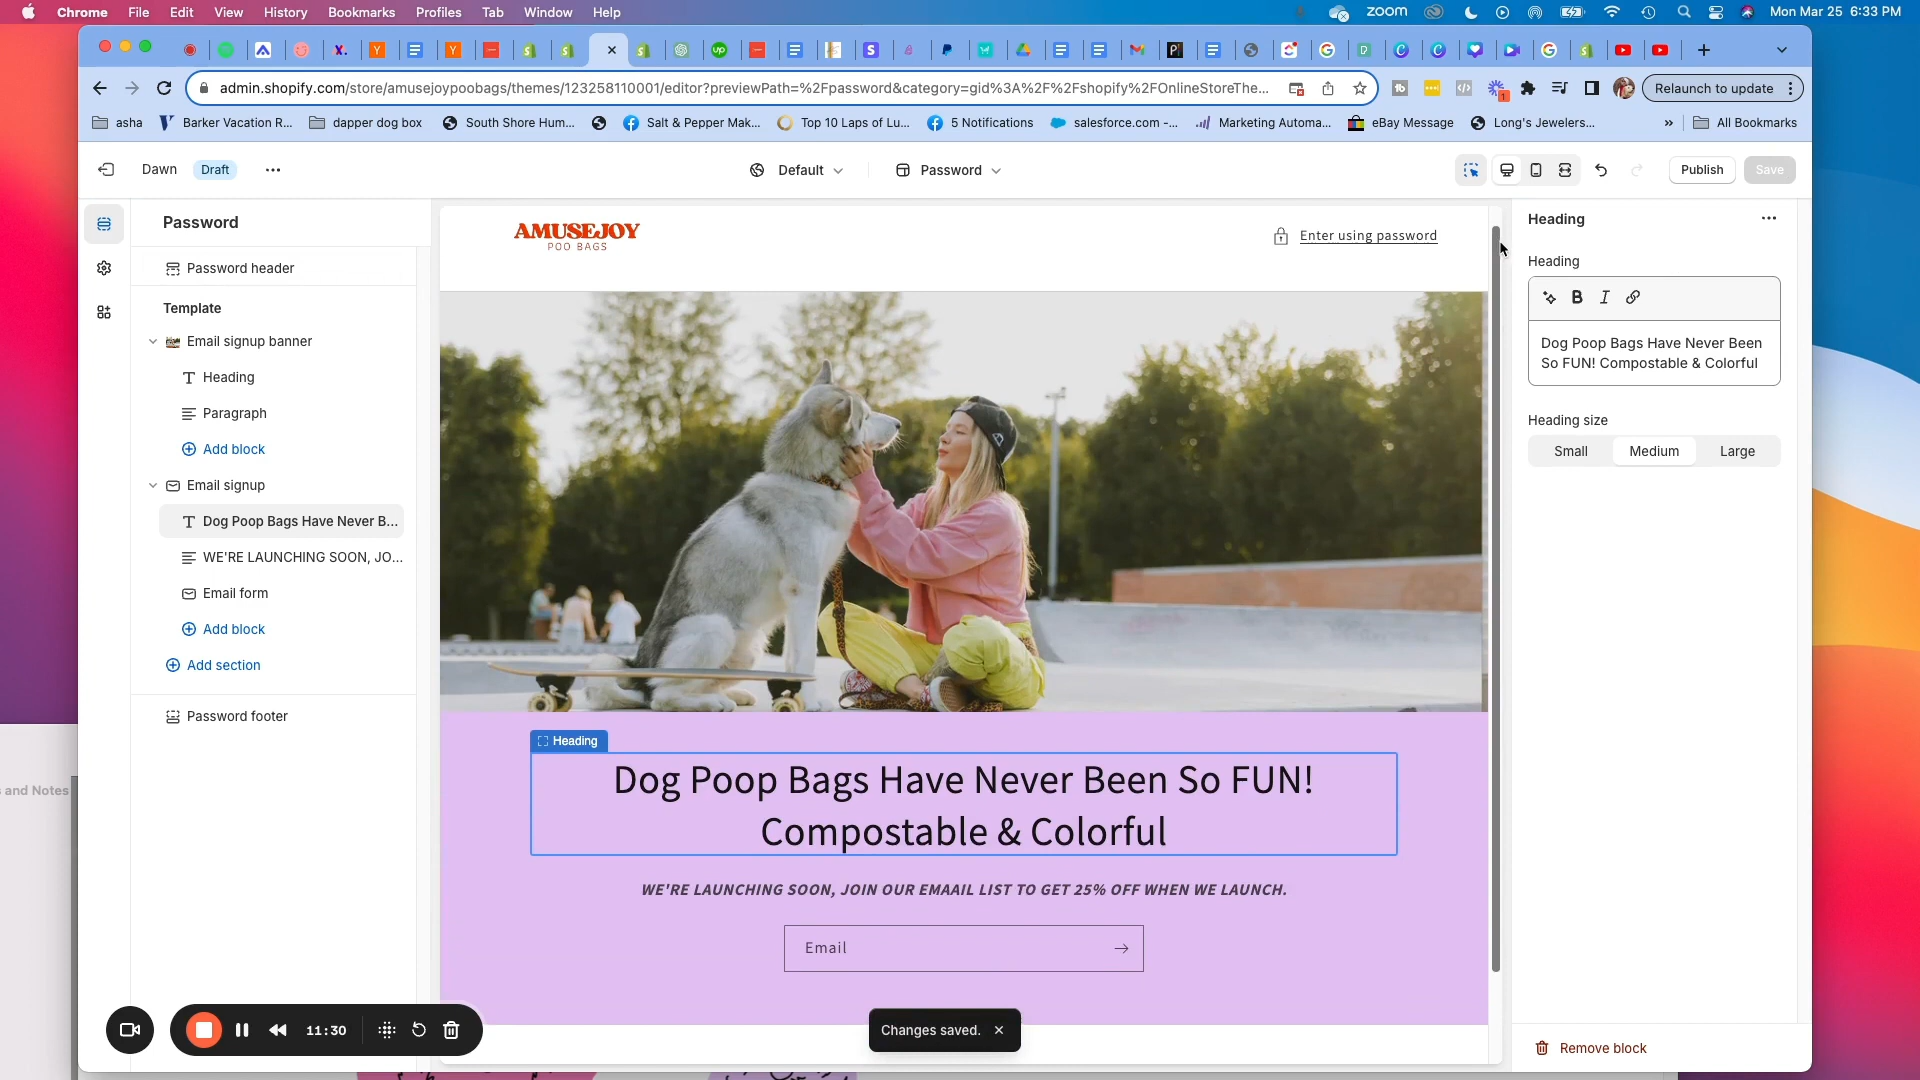 Chrome File Edit View History Bookmarks Profiles Tab Window Help zoom Mon Mar 25 6:33 PM
admin.shopify.com/store/amusejoypoobags/themes/123258110001/editor?previewPath=%2Fpassword&category=gid%3A%2F%2Fshopify%2FOnlineStoreThe... 1 Relaunch to update
asha Barker Vacation R... dapper dog box South Shore Hum... Salt & Pepper Mak... Top 10 Laps of Lu... 5 Notifications salesforce.com -... Marketing Automa... eBay Message Long's Jewelers... » All Bookmarks
Dawn Draft Default Password Publish Save
Password
Password header
Template
Email signup banner
Heading
Paragraph
Add block
Email signup
Dog Poop Bags Have Never B...
WE'RE LAUNCHING SOON, JO...
Email form
Add block
Add section
Password footer
AMUSEJOY
POO BAGS
Enter using password
Heading
Dog Poop Bags Have Never Been So FUN!
Compostable & Colorful
WE'RE LAUNCHING SOON, JOIN OUR EMAAIL LIST TO GET 25% OFF WHEN WE LAUNCH.
Email
Heading
Heading
Dog Poop Bags Have Never Been
So FUN! Compostable & Colorful
Heading size
Small Medium Large
Remove block
and Notes
11:30
Changes saved.